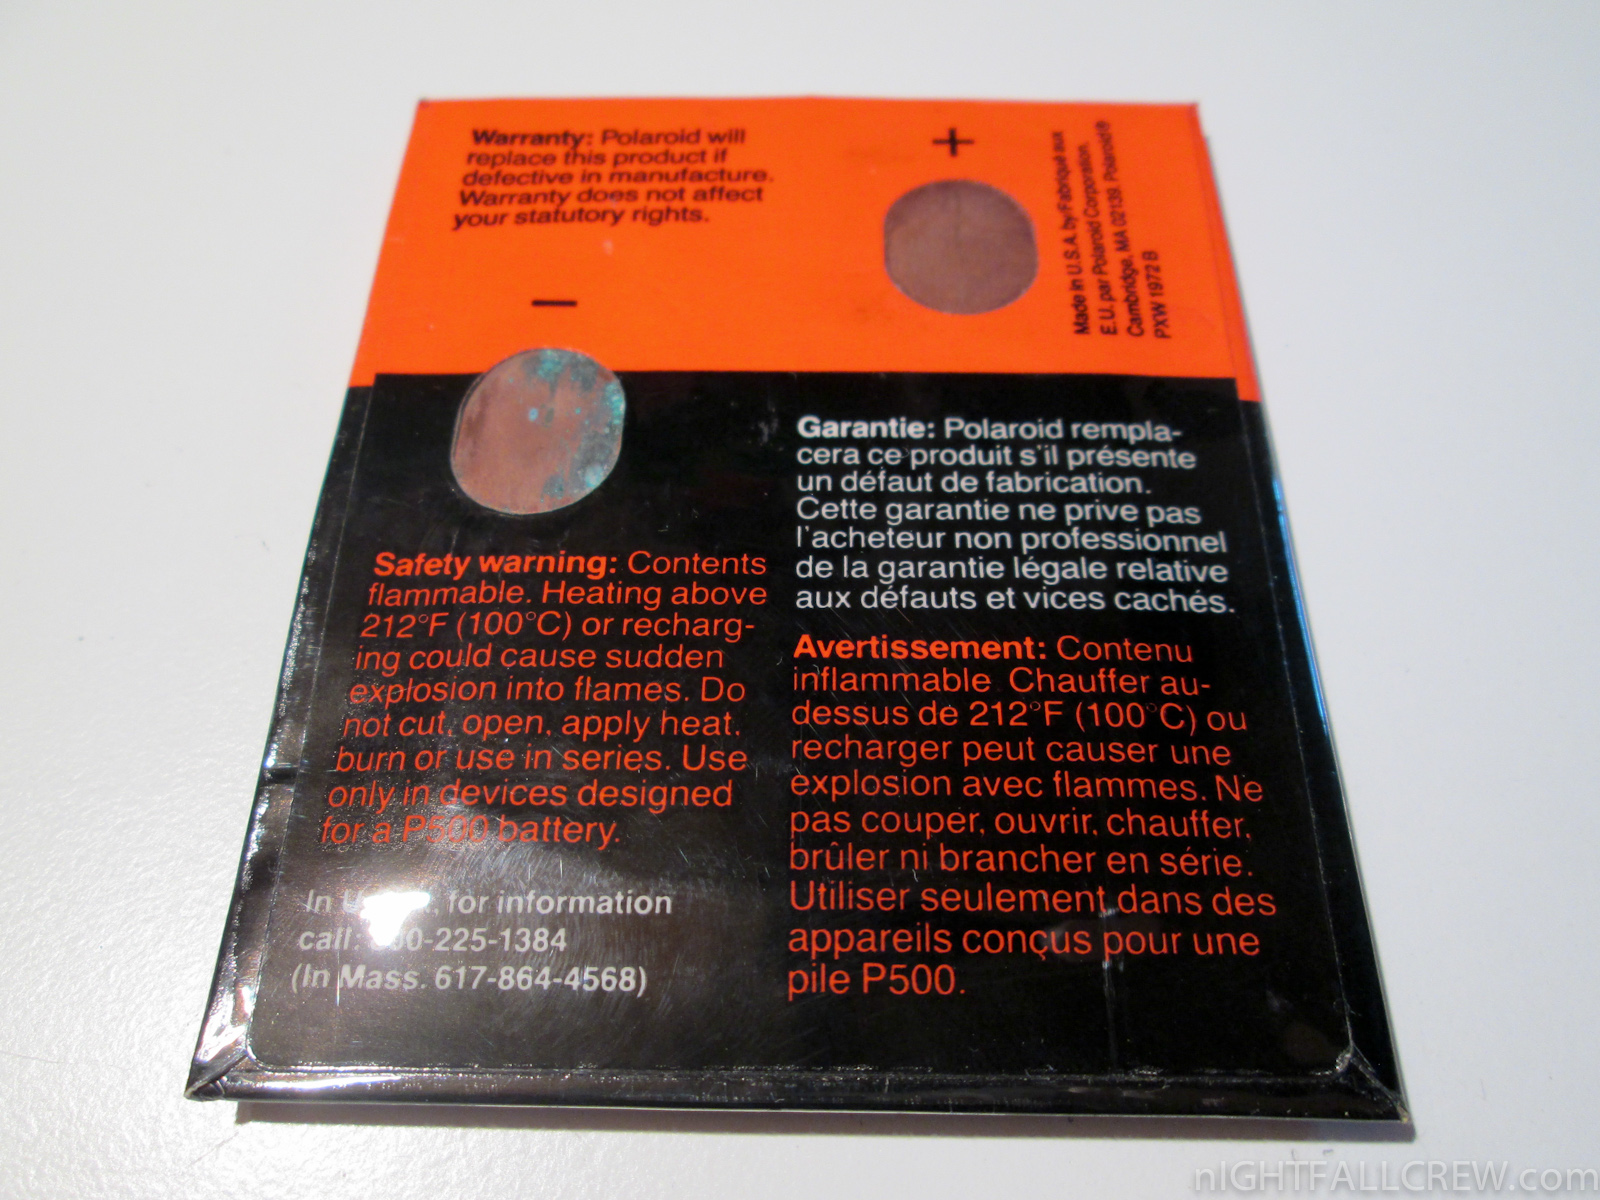 Warranty: Polaroid will
replace this product if
defective in manufacture.
Warranty does not affect
your statutory rights.
+
Made in U.S.A. by/Fabriqué aux
E.U. par Polaroid Corporation,
Cambridge, MA 02139. Polaroid®
PXW 1972 B
−
Garantie: Polaroid rempla-
cera ce produit s'il présente
un défaut de fabrication.
Cette garantie ne prive pas
l'acheteur non professionnel
de la garantie légale relative
aux défauts et vices cachés.
Safety warning: Contents
flammable. Heating above
212°F (100°C) or recharg-
ing could cause sudden
explosion into flames. Do
not cut, open, apply heat,
burn or use in series. Use
only in devices designed
for a P500 battery.
Avertissement: Contenu
inflammable. Chauffer au-
dessus de 212°F (100°C) ou
recharger peut causer une
explosion avec flammes. Ne
pas couper, ouvrir, chauffer,
brûler ni brancher en série.
Utiliser seulement dans des
appareils conçus pour une
pile P500.
In for information
call: 00-225-1384
(In Mass. 617-864-4568)
nIGHTFALLCREW.com